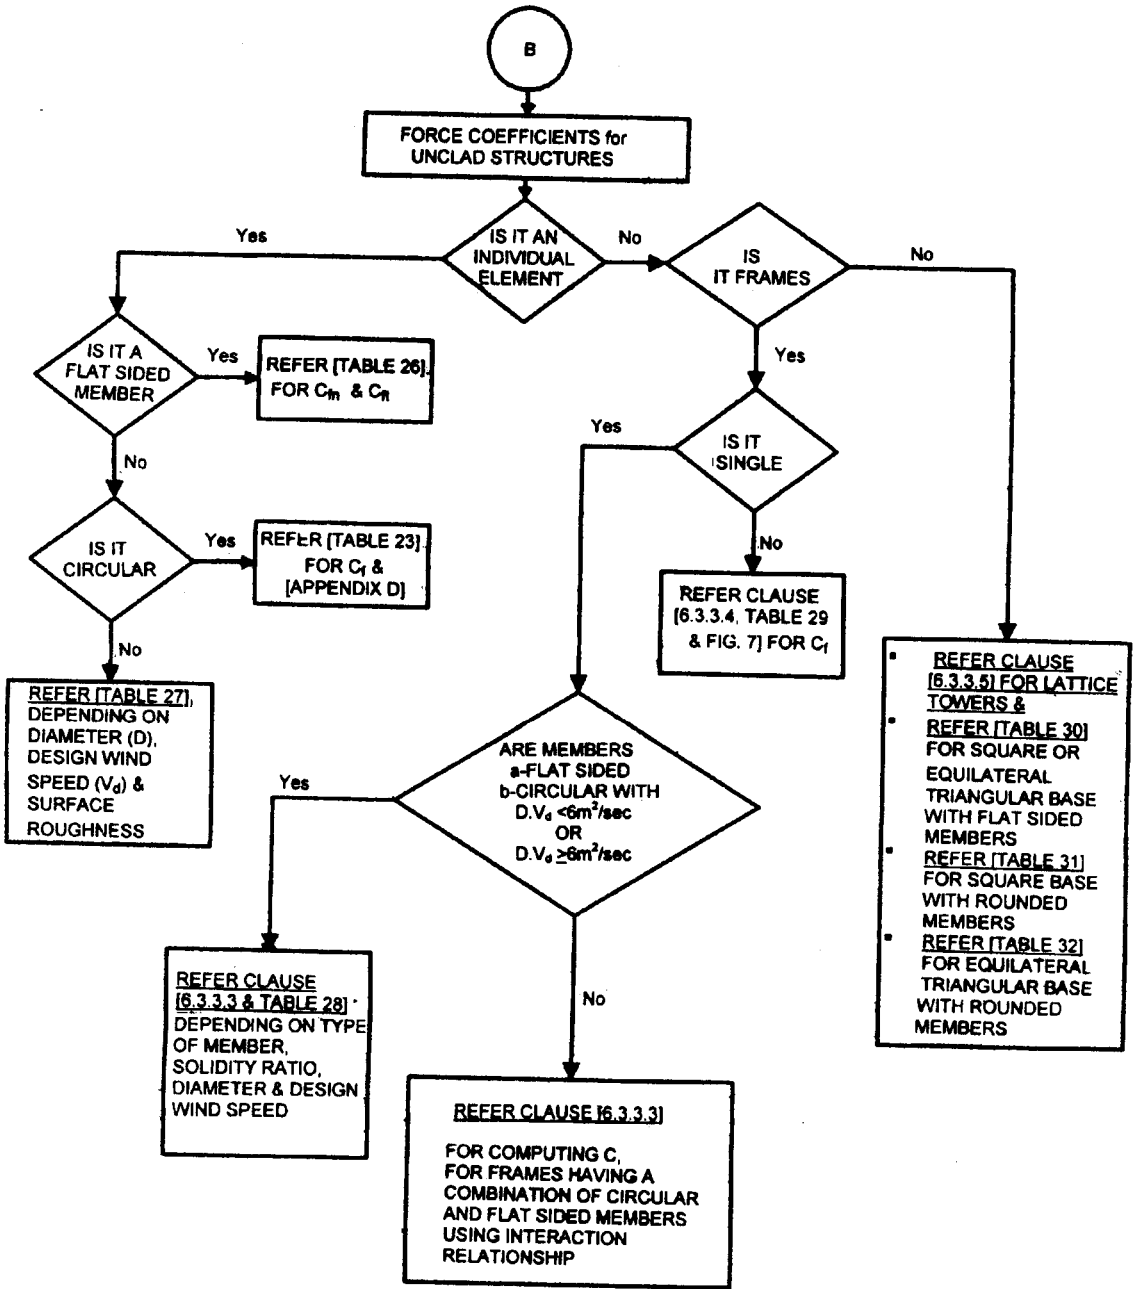 B
FORCE COEFFICIENTS for
UNCLAD STRUCTURES
Yes
IS IT AN
INDIVIDUAL
ELEMENT
No
IS
IT FRAMES
No
IS IT A
FLAT SIDED
MEMBER
Yes
REFER [TABLE 26].
FOR Cfn & Cft
Yes
No
Yes
IS IT
SINGLE
IS IT
CIRCULAR
Yes
REFER [TABLE 23].
FOR Cf &
[APPENDIX D]
No
REFER CLAUSE
[6.3.3.4, TABLE 29
& FIG. 7] FOR Cf
No
REFER [TABLE 27],
DEPENDING ON
DIAMETER (D),
DESIGN WIND
SPEED (Vd) &
SURFACE
ROUGHNESS
▪ REFER CLAUSE
[6.3.3.5] FOR LATTICE
TOWERS &
▪ REFER [TABLE 30]
FOR SQUARE OR
EQUILATERAL
TRIANGULAR BASE
WITH FLAT SIDED
MEMBERS
▪ REFER [TABLE 31]
FOR SQUARE BASE
WITH ROUNDED
MEMBERS
▪ REFER [TABLE 32]
FOR EQUILATERAL
TRIANGULAR BASE
WITH ROUNDED
MEMBERS
Yes
ARE MEMBERS
a-FLAT SIDED
b-CIRCULAR WITH
D.Vd <6m²/sec
OR
D.Vd ≥6m²/sec
REFER CLAUSE
[6.3.3.3 & TABLE 28]
DEPENDING ON TYPE
OF MEMBER,
SOLIDITY RATIO,
DIAMETER & DESIGN
WIND SPEED
No
REFER CLAUSE [6.3.3.3]
FOR COMPUTING C,
FOR FRAMES HAVING A
COMBINATION OF CIRCULAR
AND FLAT SIDED MEMBERS
USING INTERACTION
RELATIONSHIP